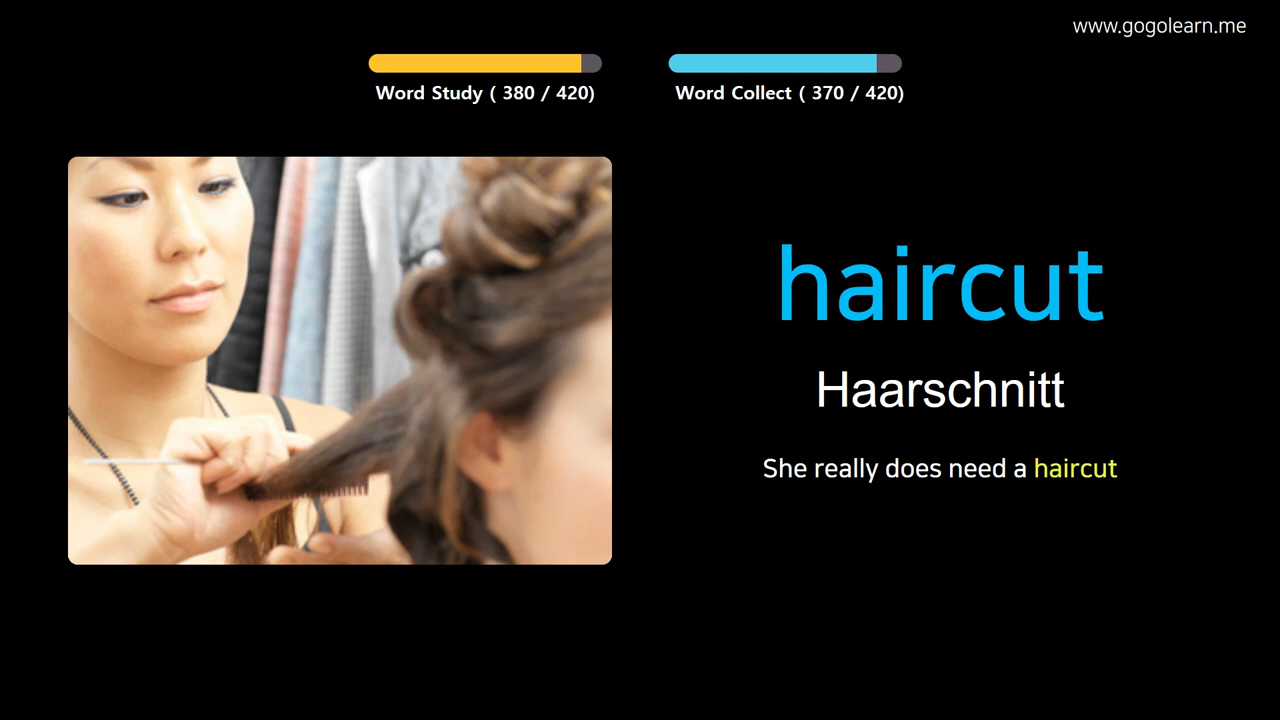 www.gogolearn.me
Word Study ( 380 / 420)
Word Collect ( 370 / 420)
haircut
Haarschnitt
She really does need a haircut